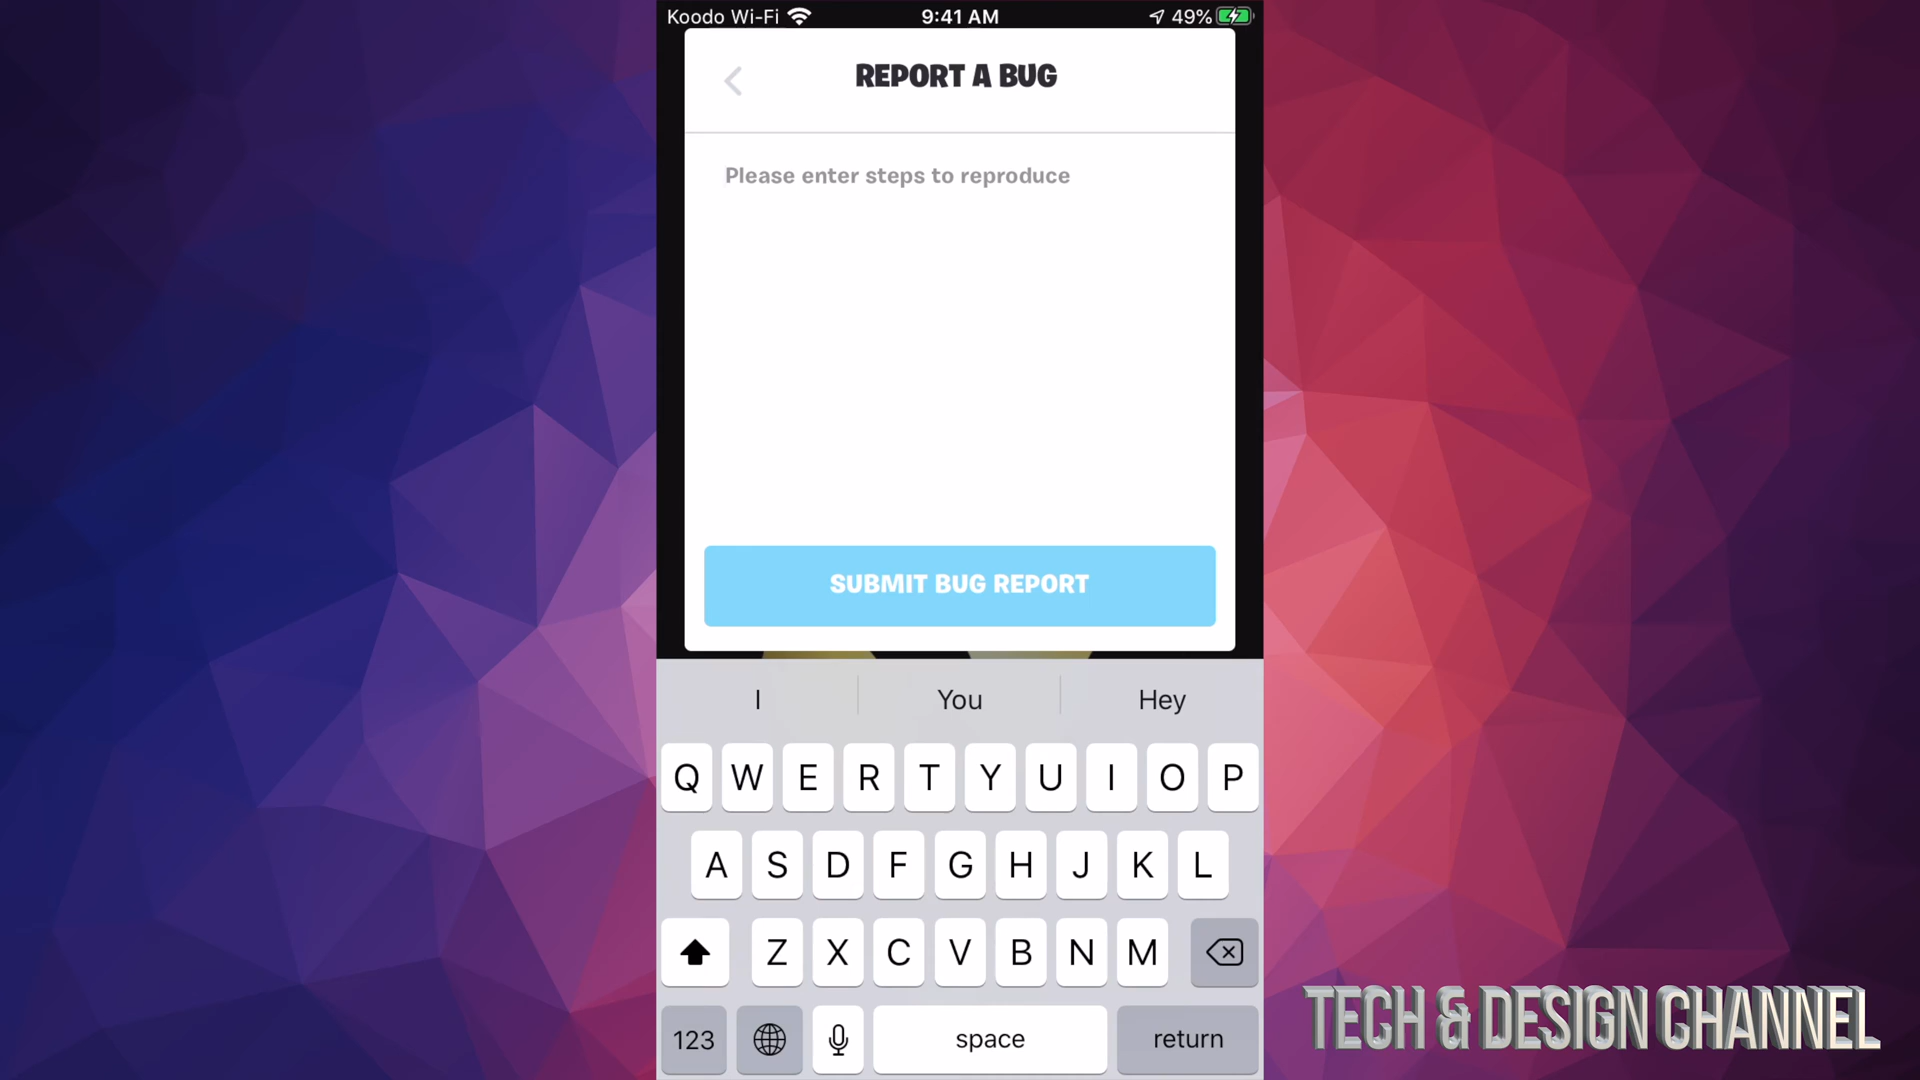 Koodo Wi-Fi 9:41 AM 49%
REPORT A BUG
Please enter steps to reproduce
SUBMIT BUG REPORT
I You Hey
Q W E R T Y U I O P
A S D F G H J K L
Z X C V B N M
123 space return
TECH & DESIGN CHANNEL